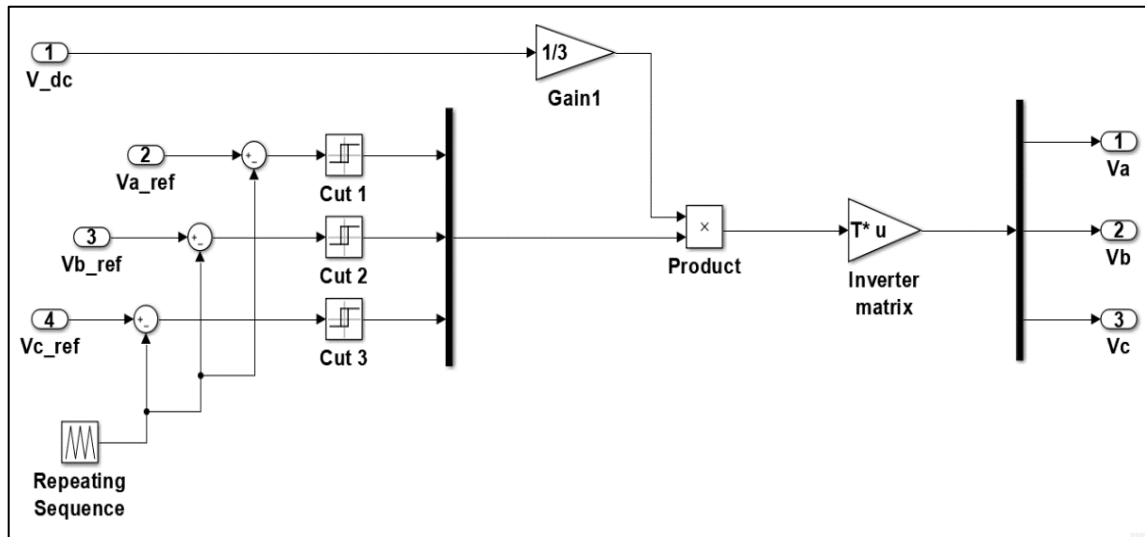 1
V_dc
1/3
Gain1
2
Va_ref
Cut 1
3
Vb_ref
Cut 2
4
Vc_ref
Cut 3
Repeating
Sequence
×
Product
T* u
Inverter
matrix
1
Va
2
Vb
3
Vc